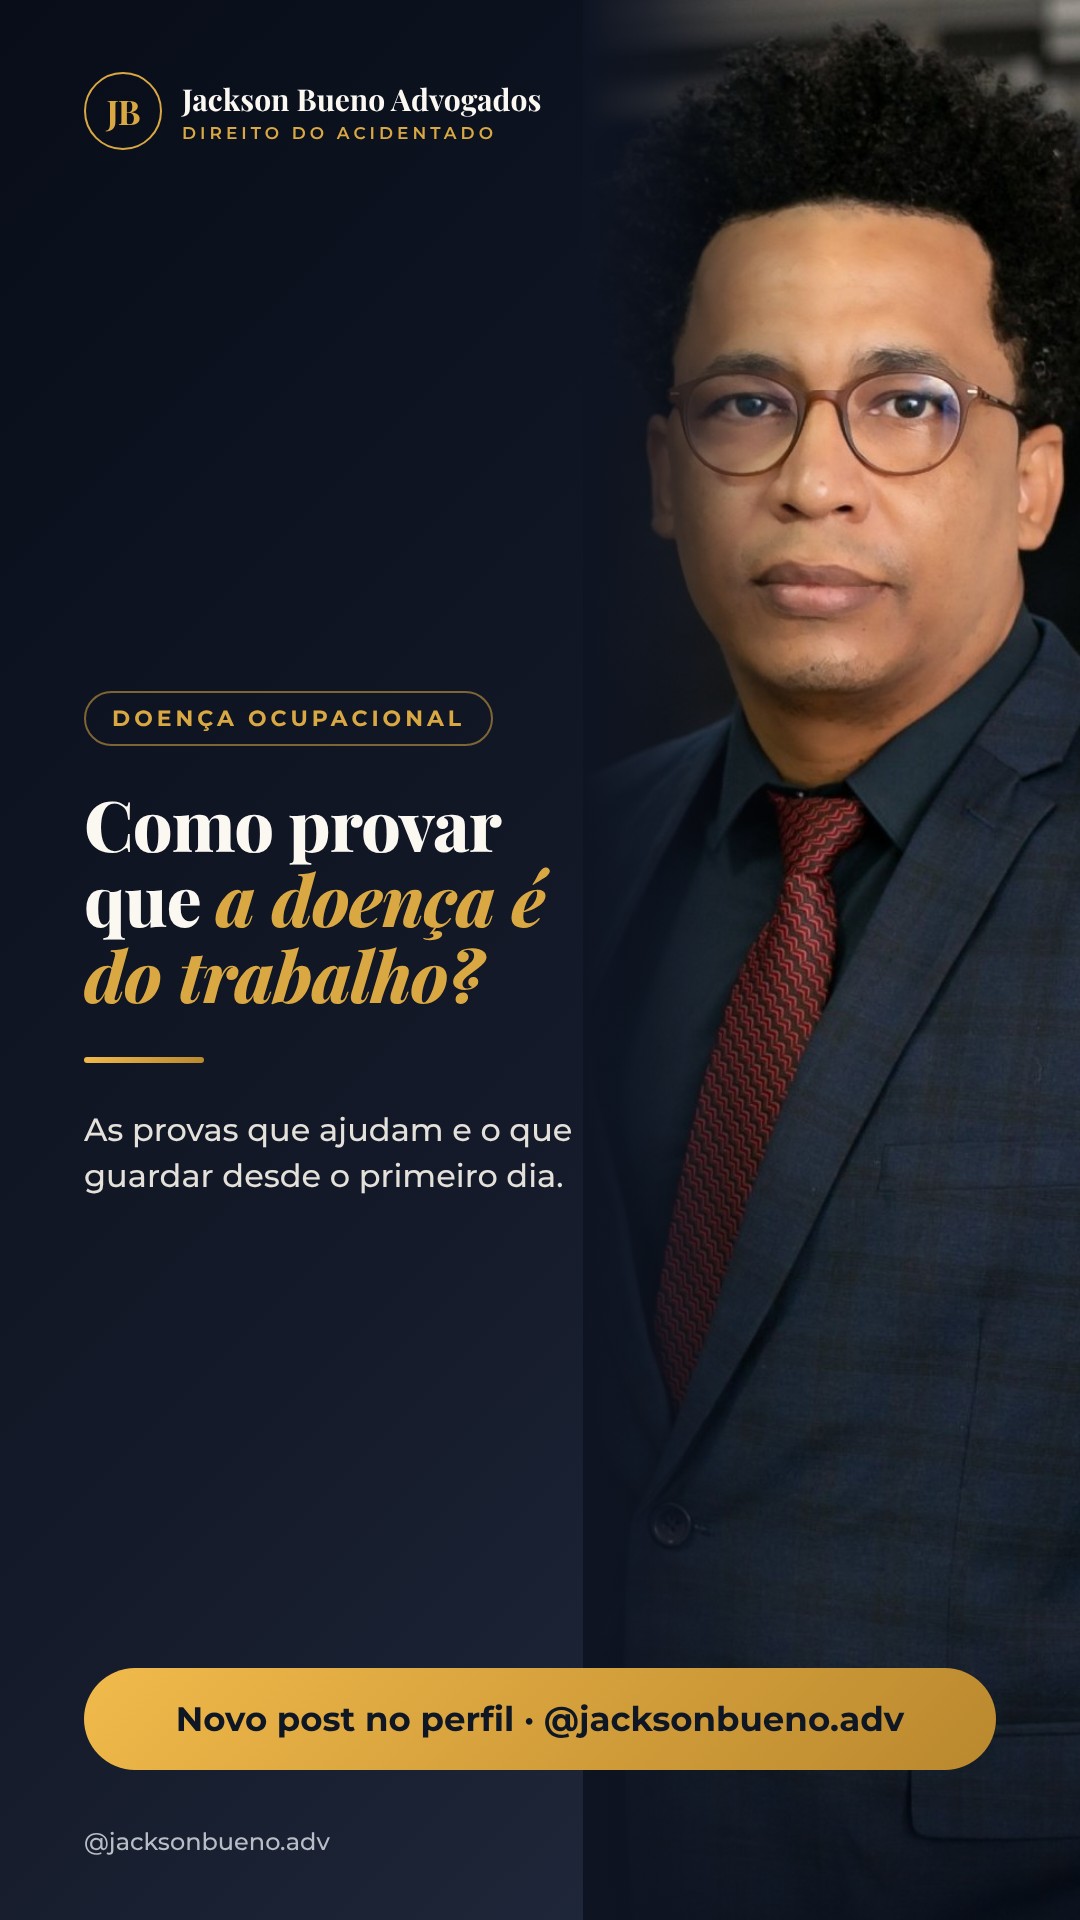 JB
Jackson Bueno Advogados
DIREITO DO ACIDENTADO
DOENÇA OCUPACIONAL
Como provar
que a doença é
do trabalho?
As provas que ajudam e o que
guardar desde o primeiro dia.
Novo post no perfil · @jacksonbueno.adv
@jacksonbueno.adv